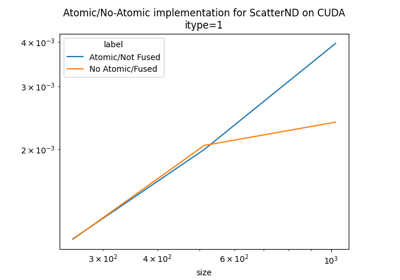 Atomic/No-Atomic implementation for ScatterND on CUDA
itype=1
label
Atomic/Not Fused
No Atomic/Fused
4 × 10⁻³
3 × 10⁻³
2 × 10⁻³
3 × 10² 4 × 10² 6 × 10² 10³
size